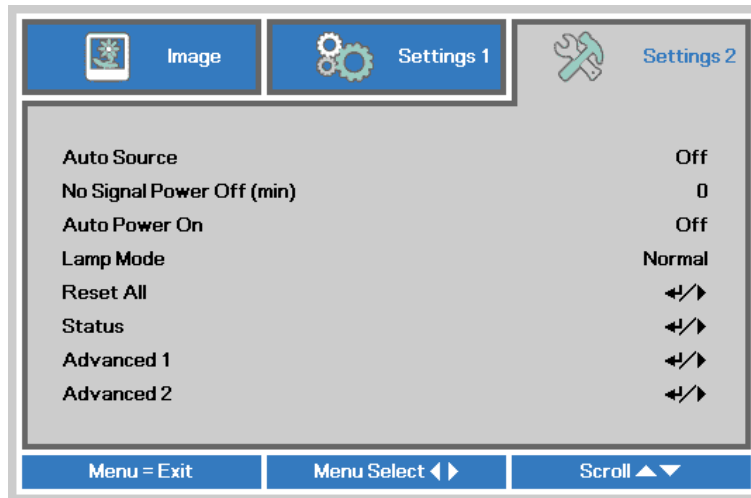 Image
Settings 1
Settings 2
Auto Source Off
No Signal Power Off (min) 0
Auto Power On Off
Lamp Mode Normal
Reset All ↵/▶
Status ↵/▶
Advanced 1 ↵/▶
Advanced 2 ↵/▶
Menu = Exit
Menu Select ◀▶
Scroll ▲▼